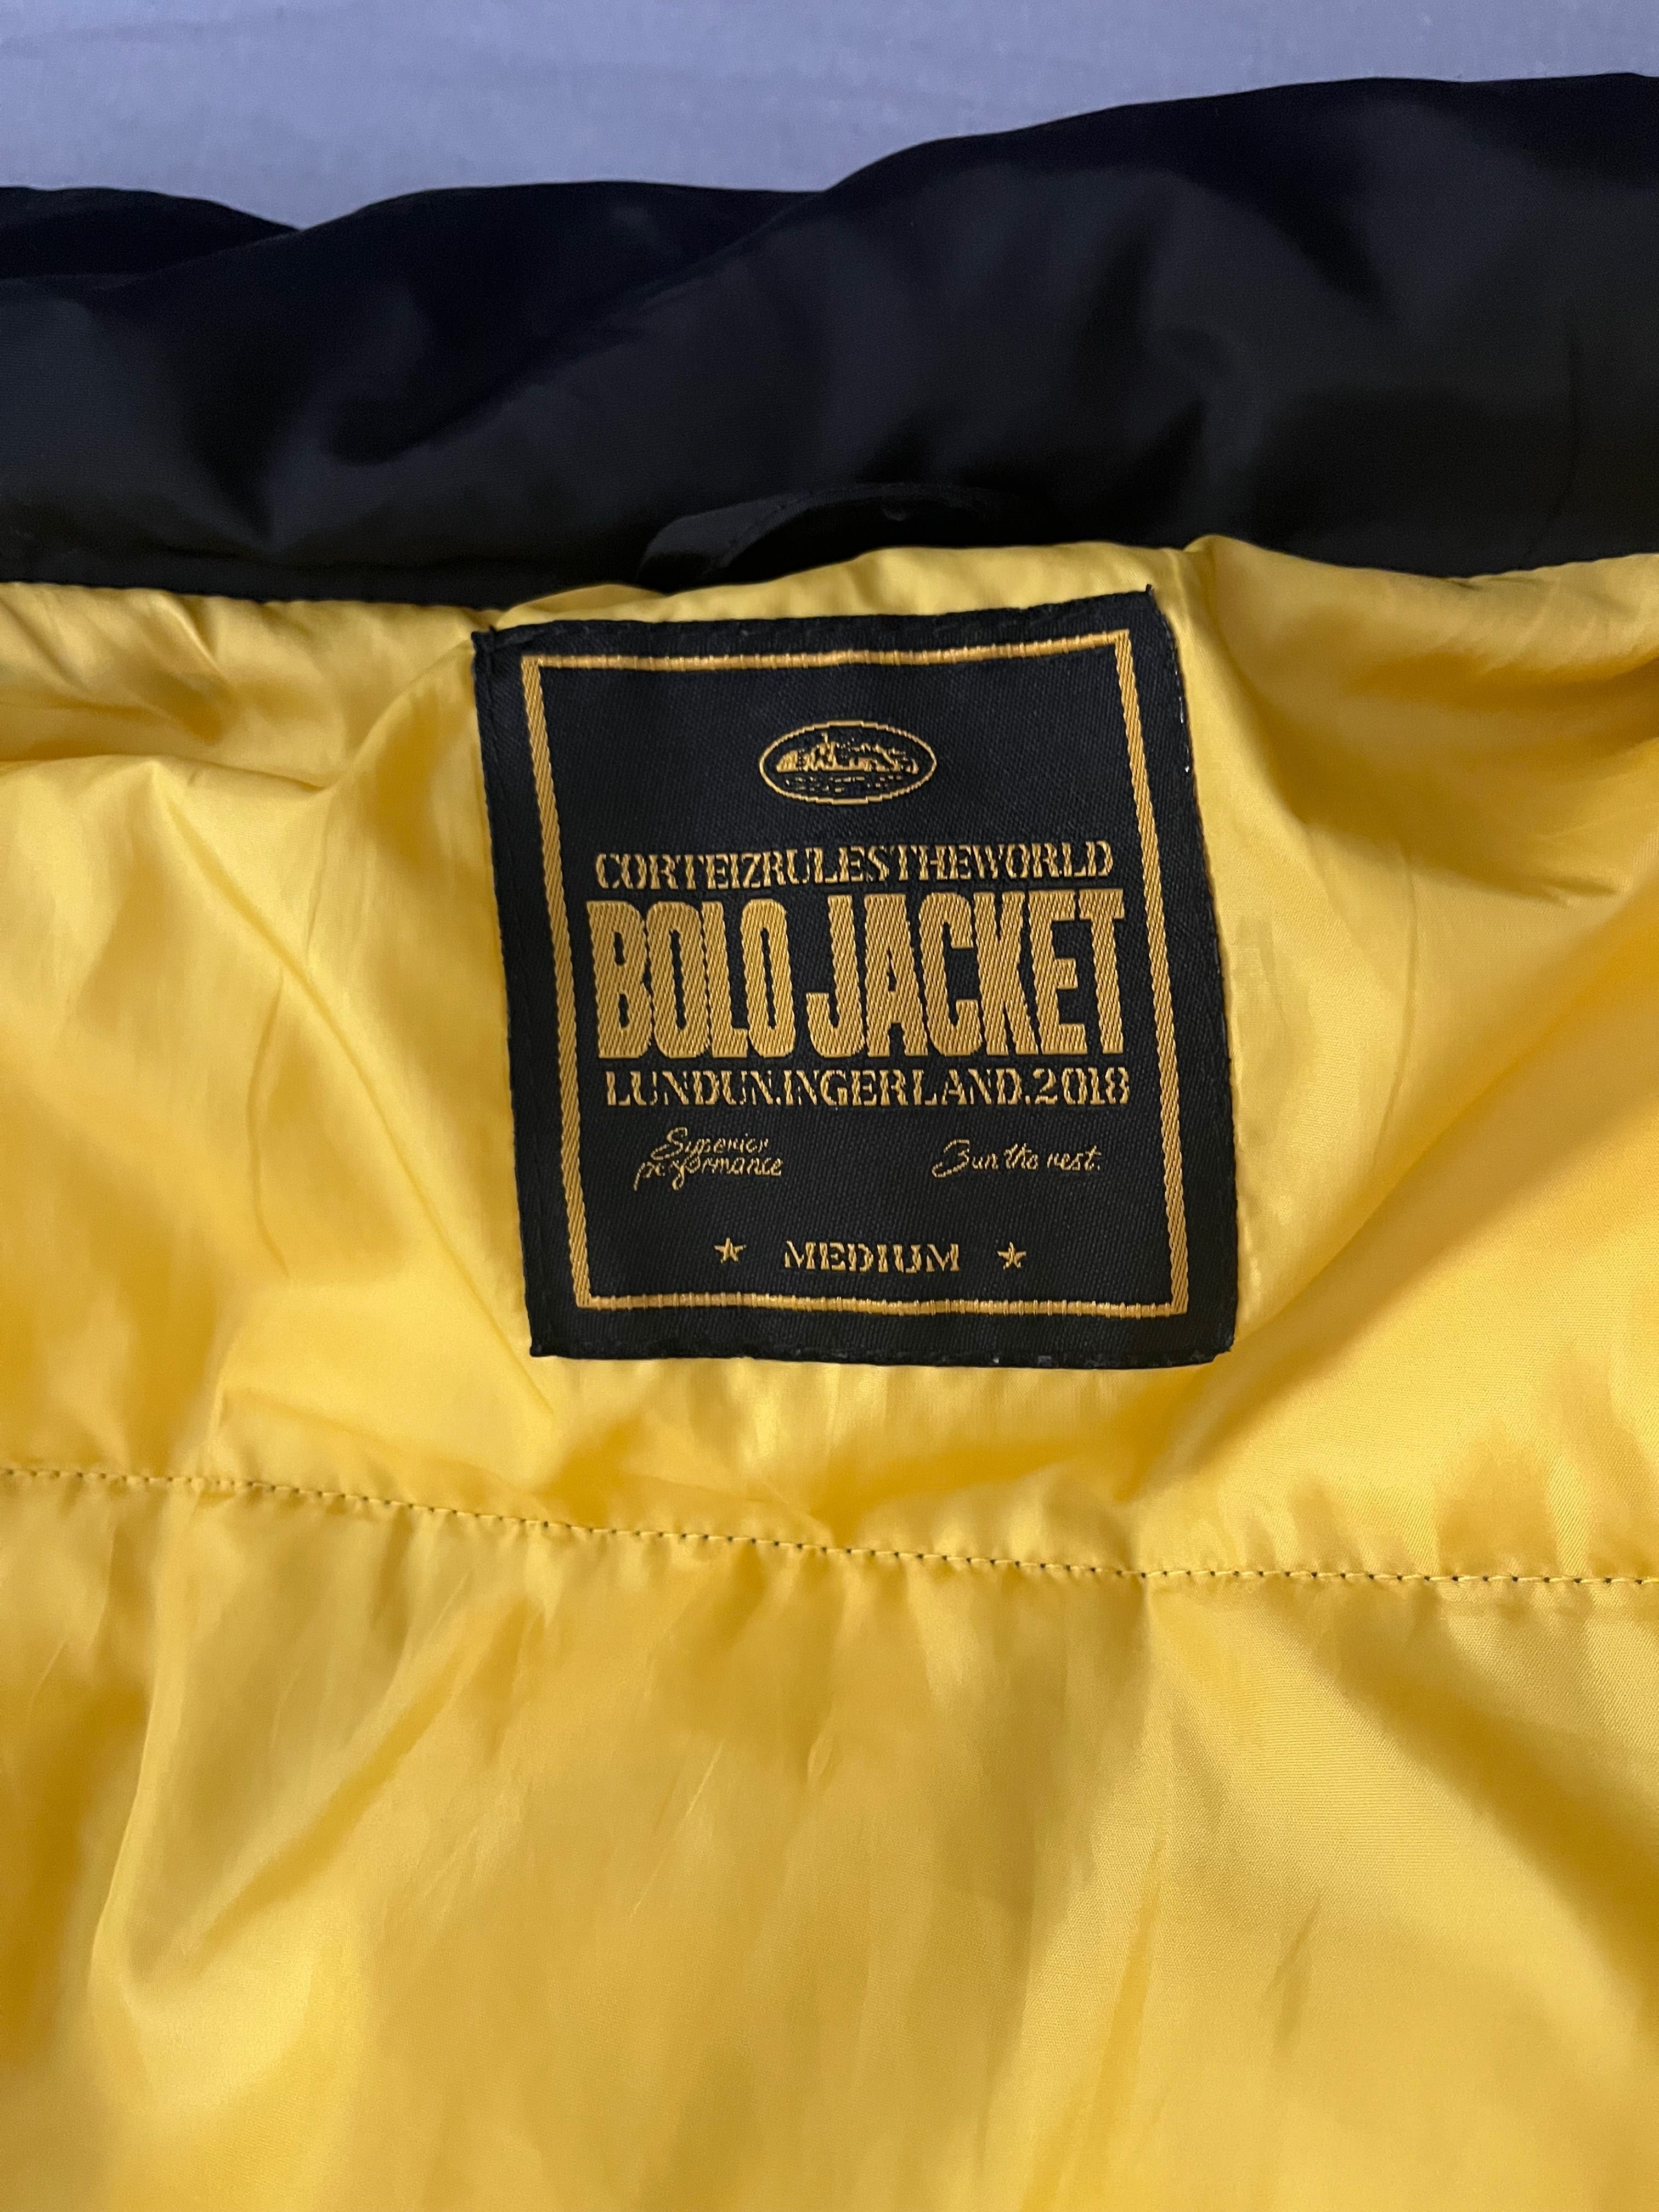 CORTEIZRULESTHEWORLD
BOLO JACKET
LUNDUN.INGERLAND.2018
Superior
performance
Bun the rest.
★ MEDIUM ★